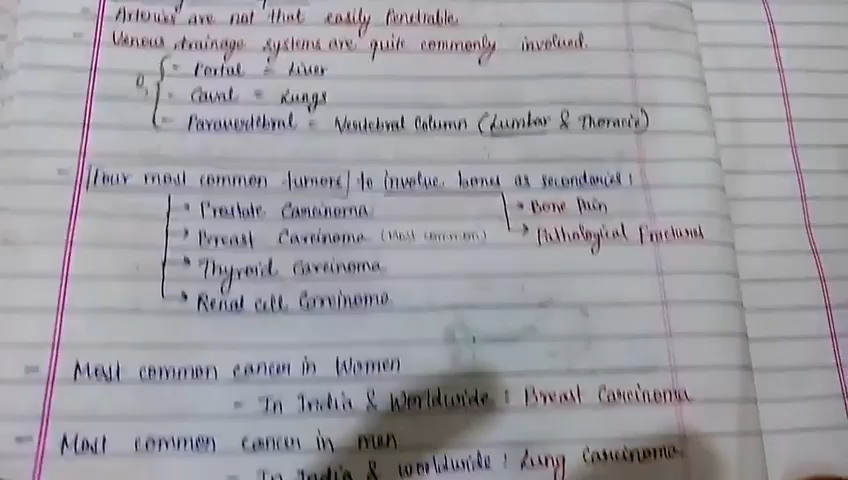 Arteries are not that easily Penetrable.
- Venous drainage systems are quite commonly involved.
- Portal = Liver
- Caval = Lungs
- Paravertebral = Vertebral Column (Lumbar & Thoracic)
- [Four most common tumors] to involve bones as secondaries:
→ Prostate Carcinoma → Bone Pain
→ Breast Carcinoma (Most common) → Pathological fractures
→ Thyroid Carcinoma
→ Renal cell Carcinoma
- Most common cancer in Women
- In India & Worldwide : Breast Carcinoma
- Most common cancer in men
- In India & worldwide : Lung Carcinoma